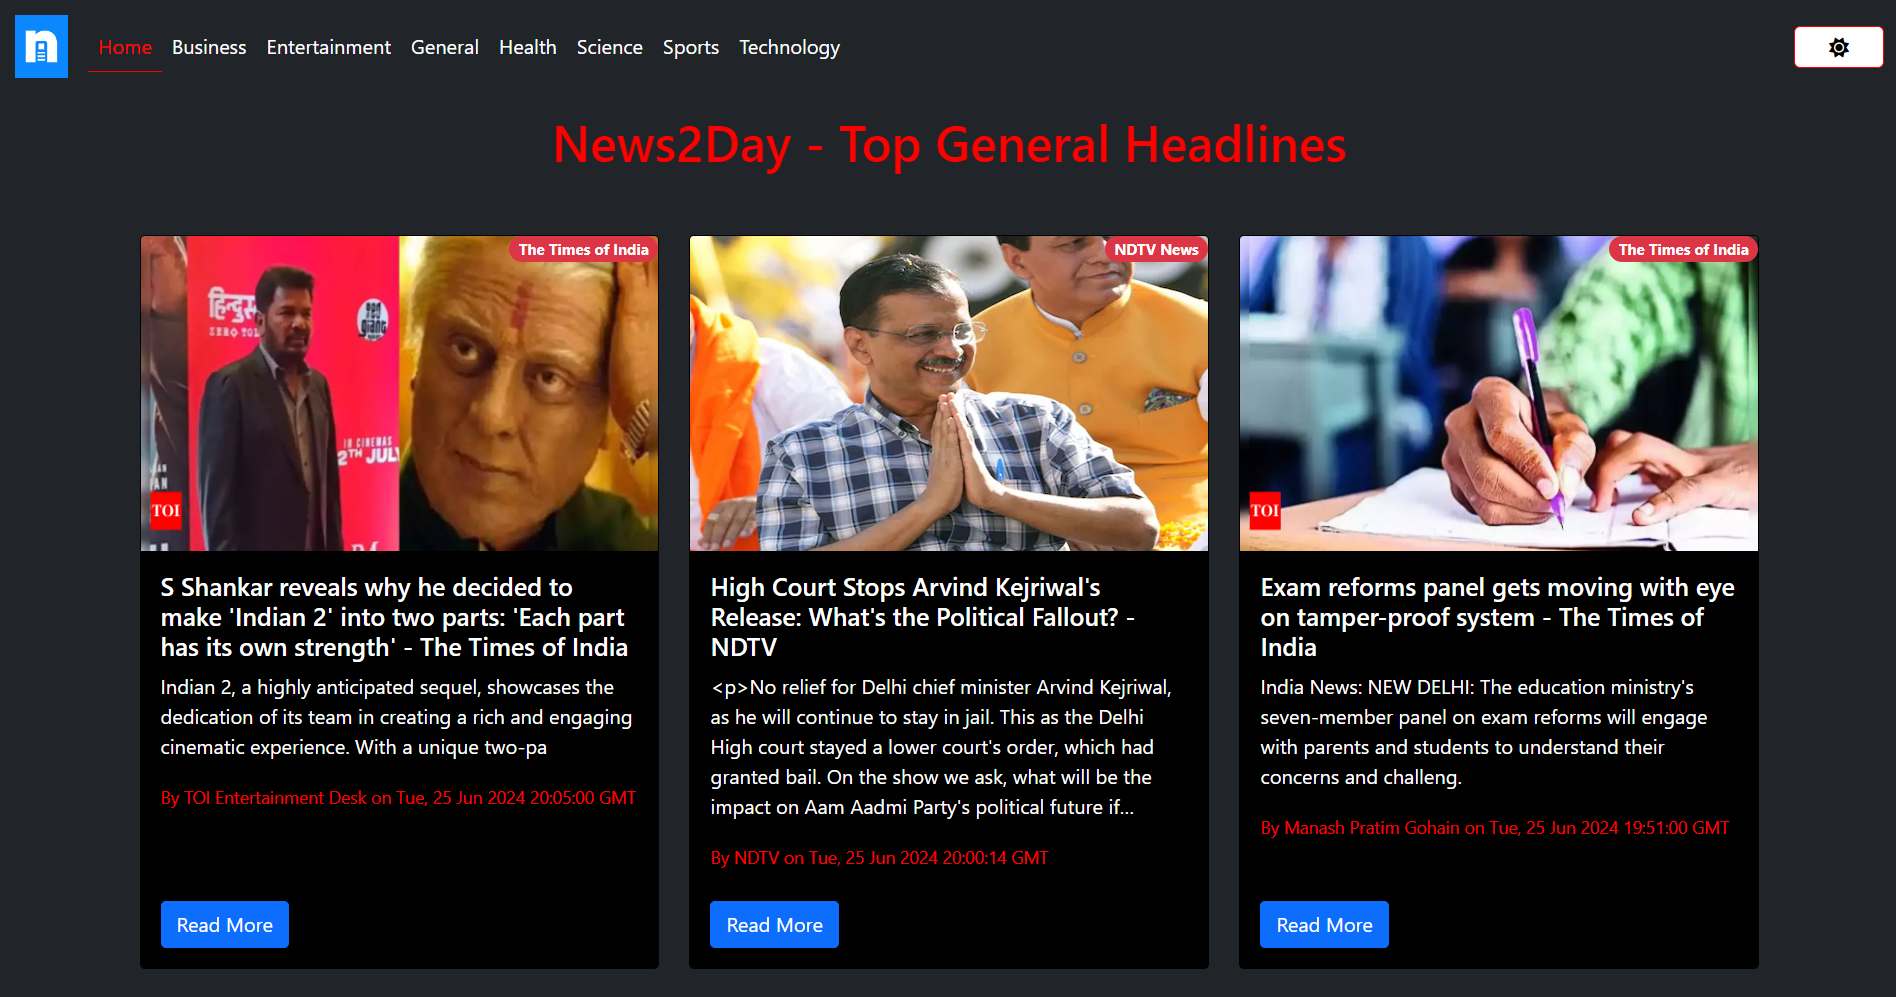 n
Home Business Entertainment General Health Science Sports Technology
News2Day - Top General Headlines
The Times of India
ZERO TOL
IN CINEMAS
2TH JULY
TOI
S Shankar reveals why he decided to
make 'Indian 2' into two parts: 'Each part
has its own strength' - The Times of India
Indian 2, a highly anticipated sequel, showcases the
dedication of its team in creating a rich and engaging
cinematic experience. With a unique two-pa
By TOI Entertainment Desk on Tue, 25 Jun 2024 20:05:00 GMT
Read More
NDTV News
High Court Stops Arvind Kejriwal's
Release: What's the Political Fallout? -
NDTV
<p>No relief for Delhi chief minister Arvind Kejriwal,
as he will continue to stay in jail. This as the Delhi
High court stayed a lower court's order, which had
granted bail. On the show we ask, what will be the
impact on Aam Aadmi Party's political future if...
By NDTV on Tue, 25 Jun 2024 20:00:14 GMT
Read More
The Times of India
TOI
Exam reforms panel gets moving with eye
on tamper-proof system - The Times of
India
India News: NEW DELHI: The education ministry's
seven-member panel on exam reforms will engage
with parents and students to understand their
concerns and challeng.
By Manash Pratim Gohain on Tue, 25 Jun 2024 19:51:00 GMT
Read More